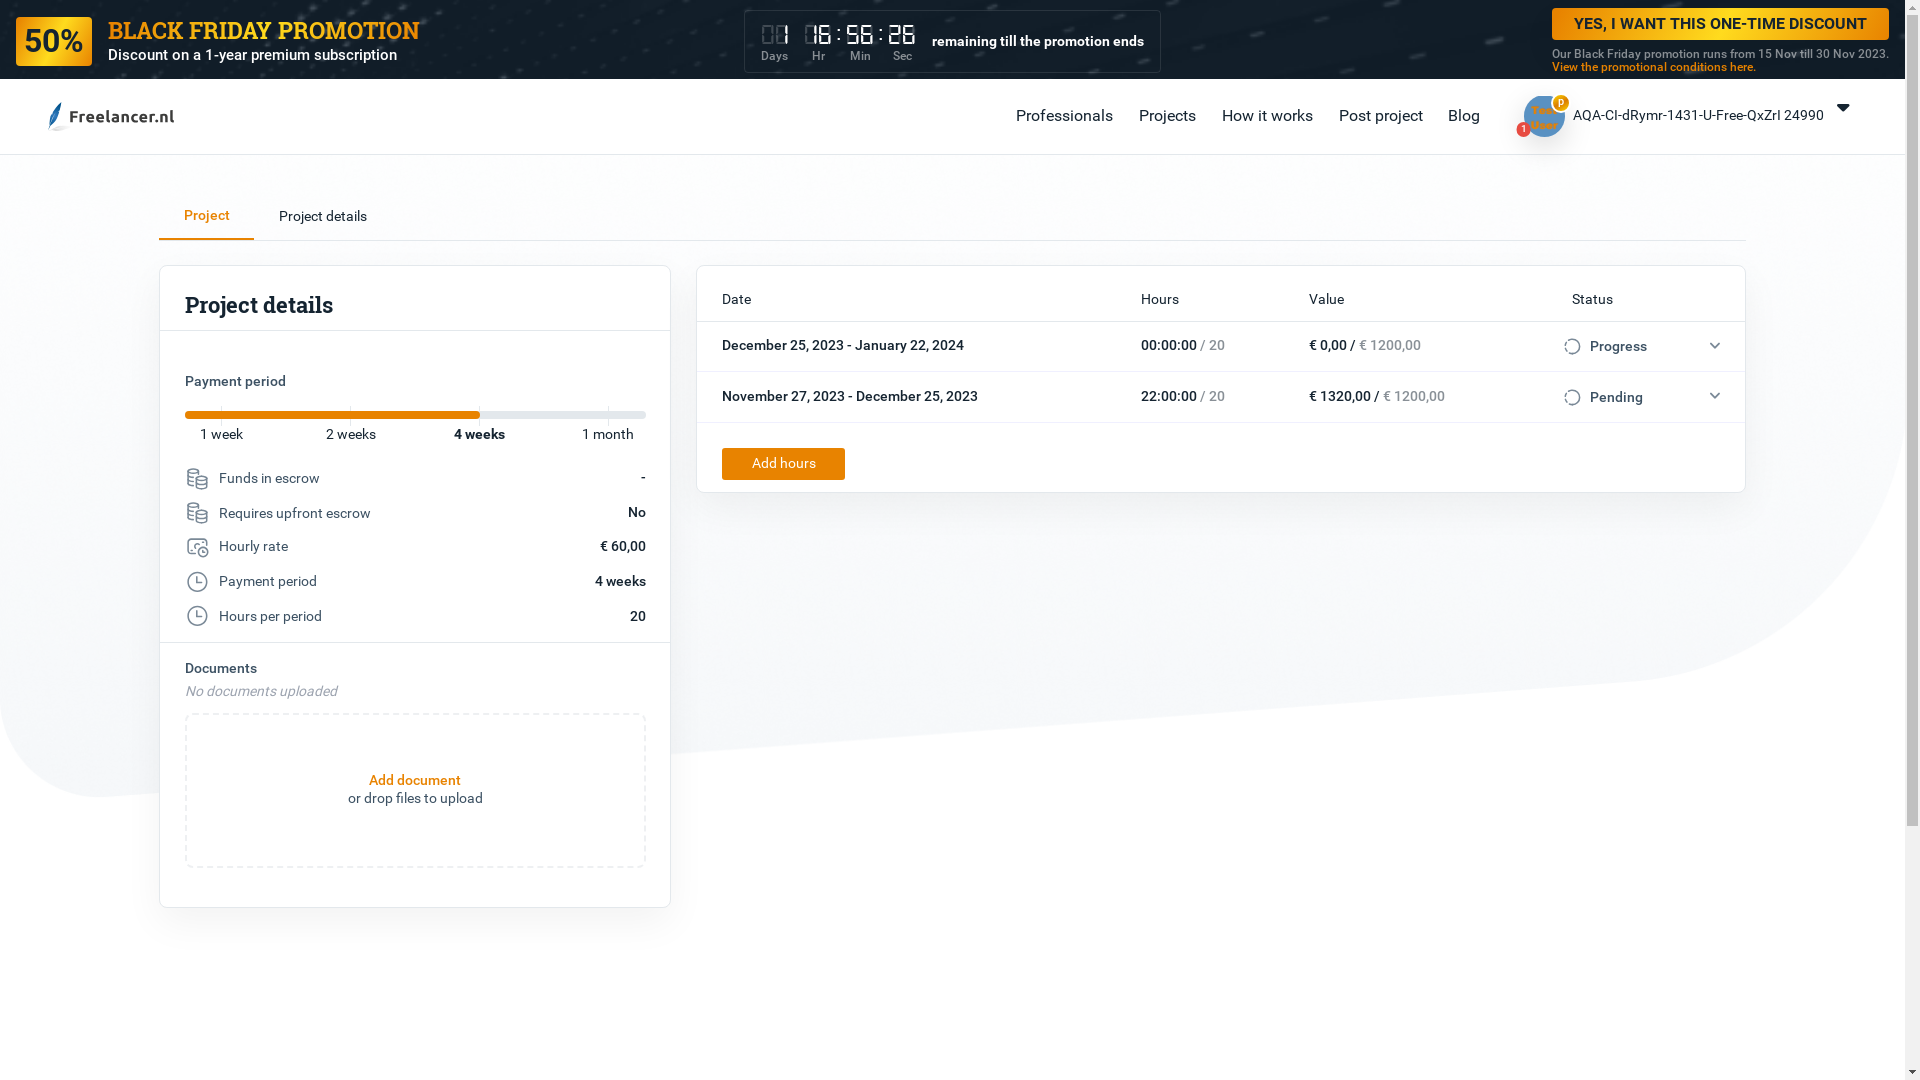 50%
BLACK FRIDAY PROMOTION
Discount on a 1-year premium subscription
1 16 : 56 : 26
Days Hr Min Sec
remaining till the promotion ends
YES, I WANT THIS ONE-TIME DISCOUNT
Our Black Friday promotion runs from 15 Nov till 30 Nov 2023.
View the promotional conditions here.
Freelancer.nl
Professionals Projects How it works Post project Blog
Test User
p
1
AQA-CI-dRymr-1431-U-Free-QxZrI 24990
Project Project details
Project details
Payment period
1 week 2 weeks 4 weeks 1 month
Funds in escrow -
Requires upfront escrow No
Hourly rate € 60,00
Payment period 4 weeks
Hours per period 20
Documents
No documents uploaded
Add document
or drop files to upload
Date Hours Value Status
December 25, 2023 - January 22, 2024 00:00:00 / 20 € 0,00 / € 1200,00 Progress
November 27, 2023 - December 25, 2023 22:00:00 / 20 € 1320,00 / € 1200,00 Pending
Add hours